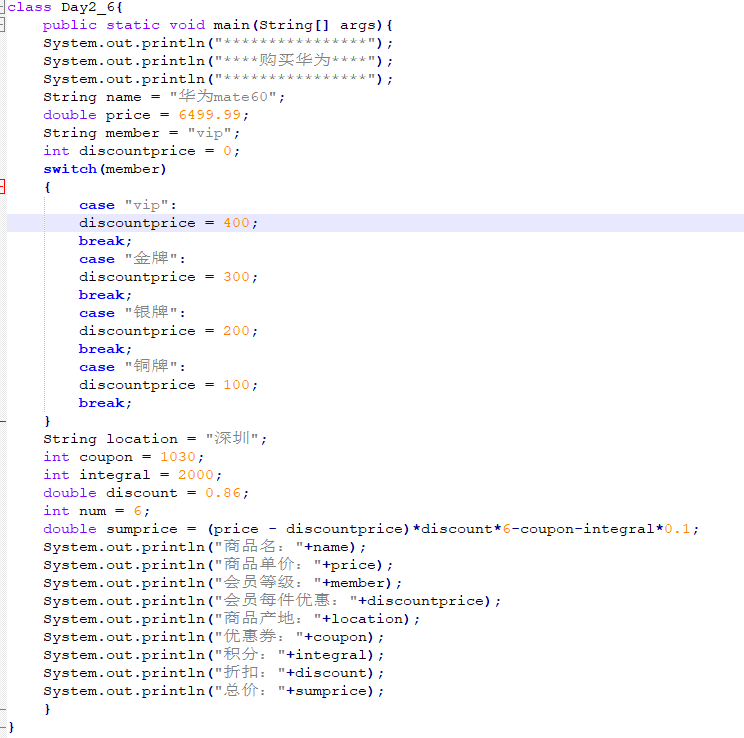 class Day2_6{
public static void main(String[] args){
System.out.println("****************");
System.out.println("****购买华为****");
System.out.println("****************");
String name = "华为mate60";
double price = 6499.99;
String member = "vip";
int discountprice = 0;
switch(member)
{
case "vip":
discountprice = 400;
break;
case "金牌":
discountprice = 300;
break;
case "银牌":
discountprice = 200;
break;
case "铜牌":
discountprice = 100;
break;
}
String location = "深圳";
int coupon = 1030;
int integral = 2000;
double discount = 0.86;
int num = 6;
double sumprice = (price - discountprice)*discount*6-coupon-integral*0.1;
System.out.println("商品名："+name);
System.out.println("商品单价："+price);
System.out.println("会员等级："+member);
System.out.println("会员每件优惠："+discountprice);
System.out.println("商品产地："+location);
System.out.println("优惠券："+coupon);
System.out.println("积分："+integral);
System.out.println("折扣："+discount);
System.out.println("总价："+sumprice);
}
}